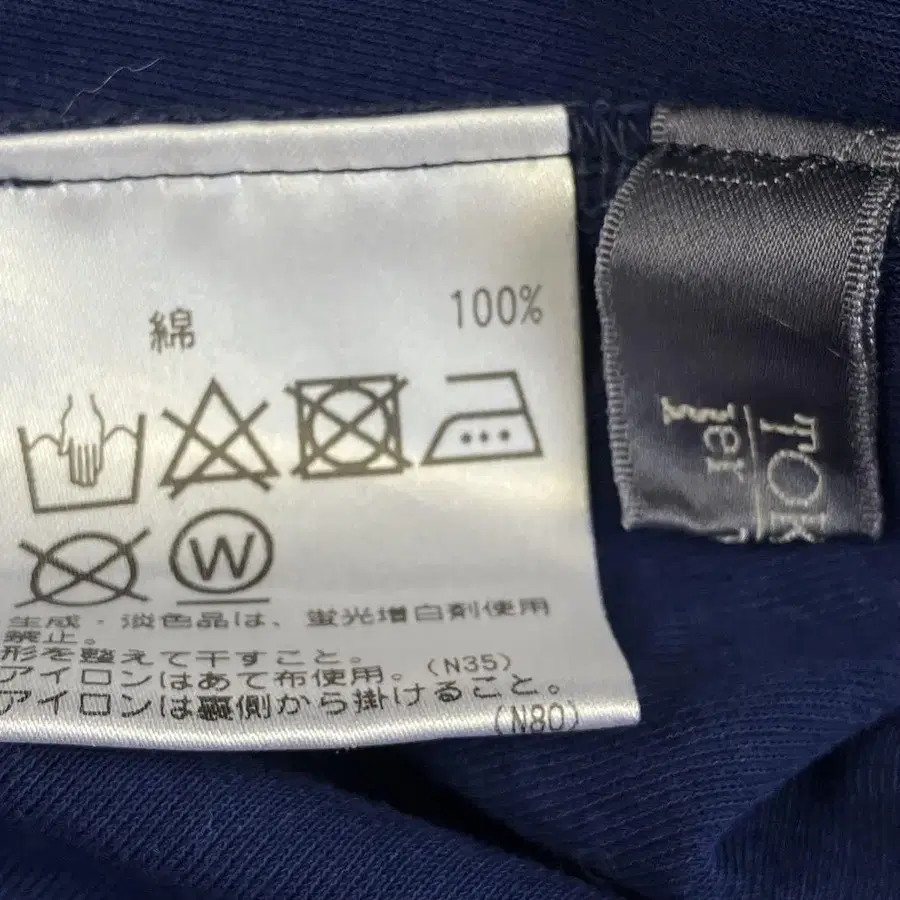 綿 100%
W
生成・淡色品は、蛍光増白剤使用
禁止。
形を整えて干すこと。
アイロンはあて布使用。(N35)
アイロンは裏側から掛けること。
(N80)
TOK
ier